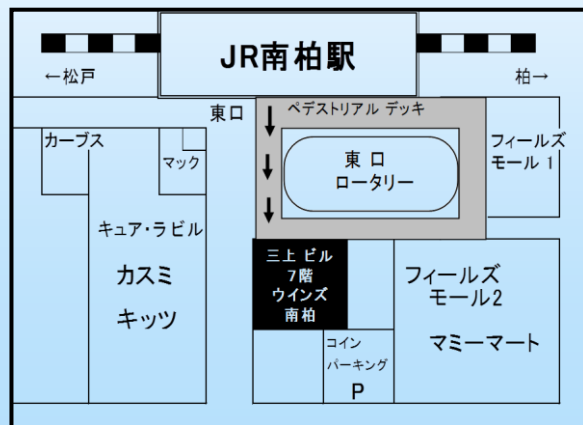 JR南柏駅
←松戸
柏→
東口
ペデストリアル デッキ
カーブス
マック
東 口
ロータリー
フィールズ
モール 1
キュア・ラビル
カスミ
キッツ
三上 ビル
7階
ウインズ
南柏
フィールズ
モール2
マミーマート
コイン
パーキング
P